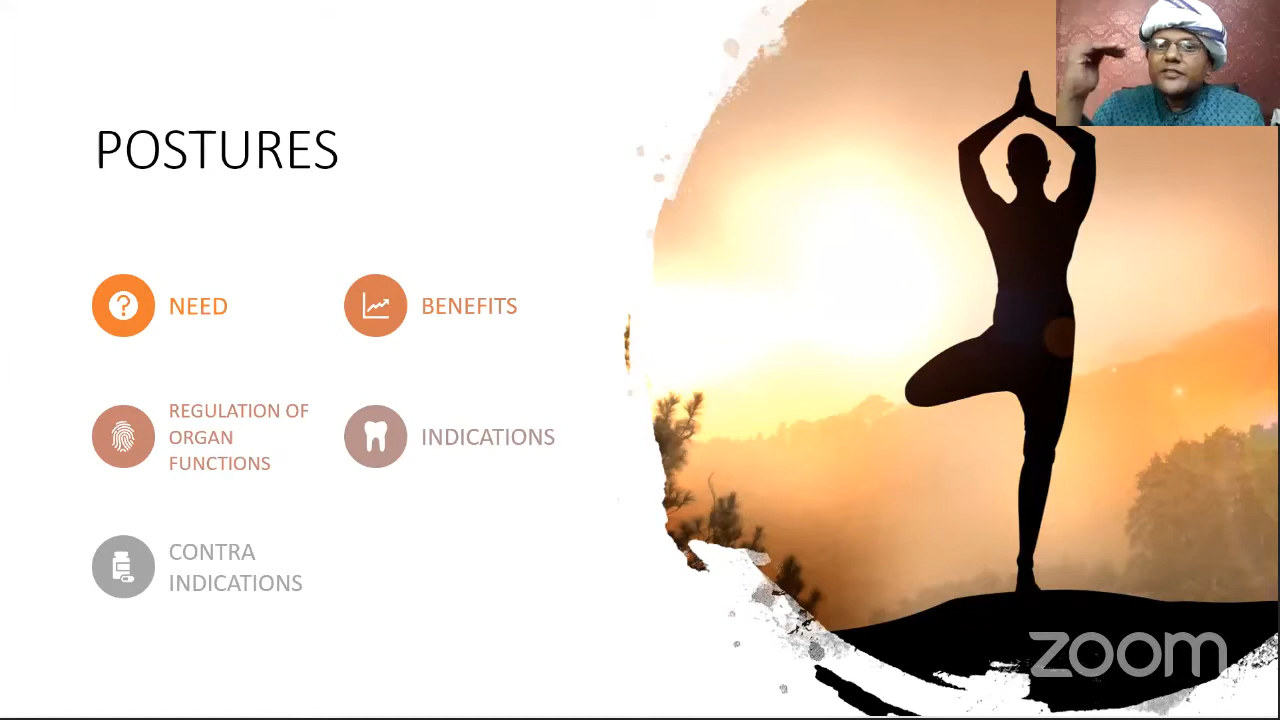 POSTURES
NEED
BENEFITS
REGULATION OF
ORGAN
FUNCTIONS
INDICATIONS
CONTRA
INDICATIONS
zoom